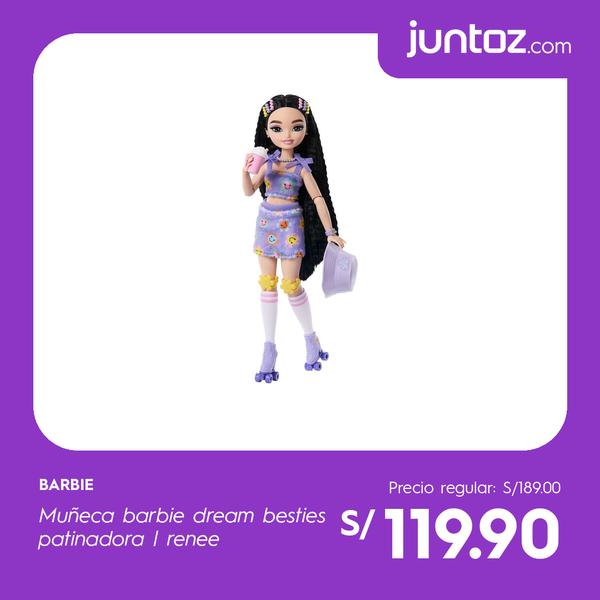 juntoz.com
BARBIE
Muñeca barbie dream besties
patinadora | renee
Precio regular: S/189.00
S/119.90